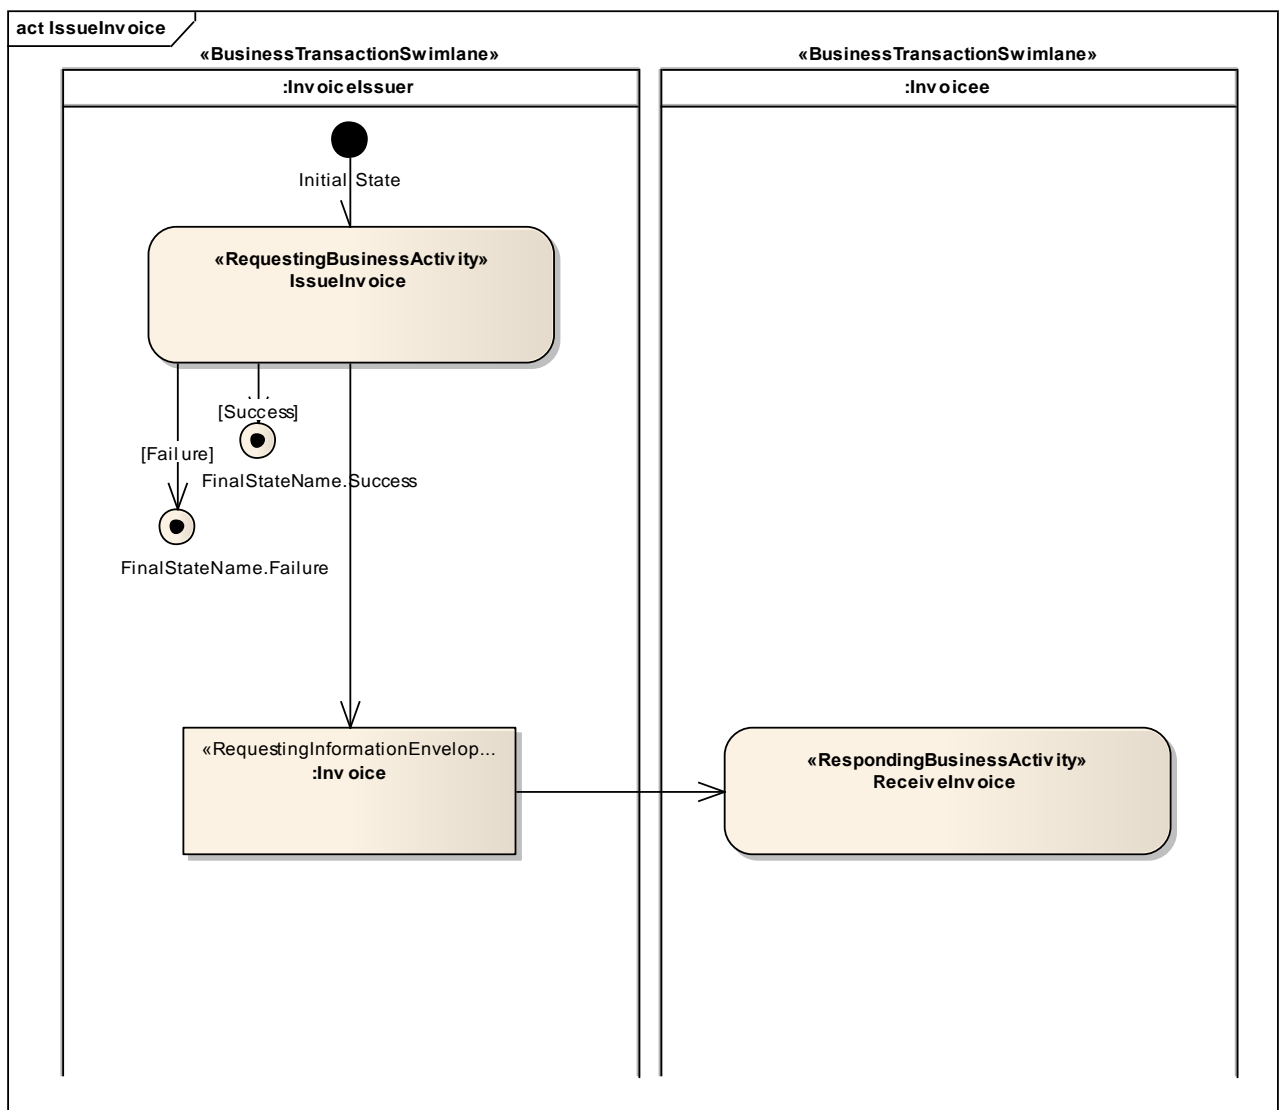 act IssueInvoice
«BusinessTransactionSwimlane»
:InvoiceIssuer
«BusinessTransactionSwimlane»
:Invoicee
Initial State
«RequestingBusinessActivity»
IssueInvoice
[Success]
[Failure]
FinalStateName.Success
FinalStateName.Failure
«RequestingInformationEnvelop...
:Invoice
«RespondingBusinessActivity»
ReceiveInvoice